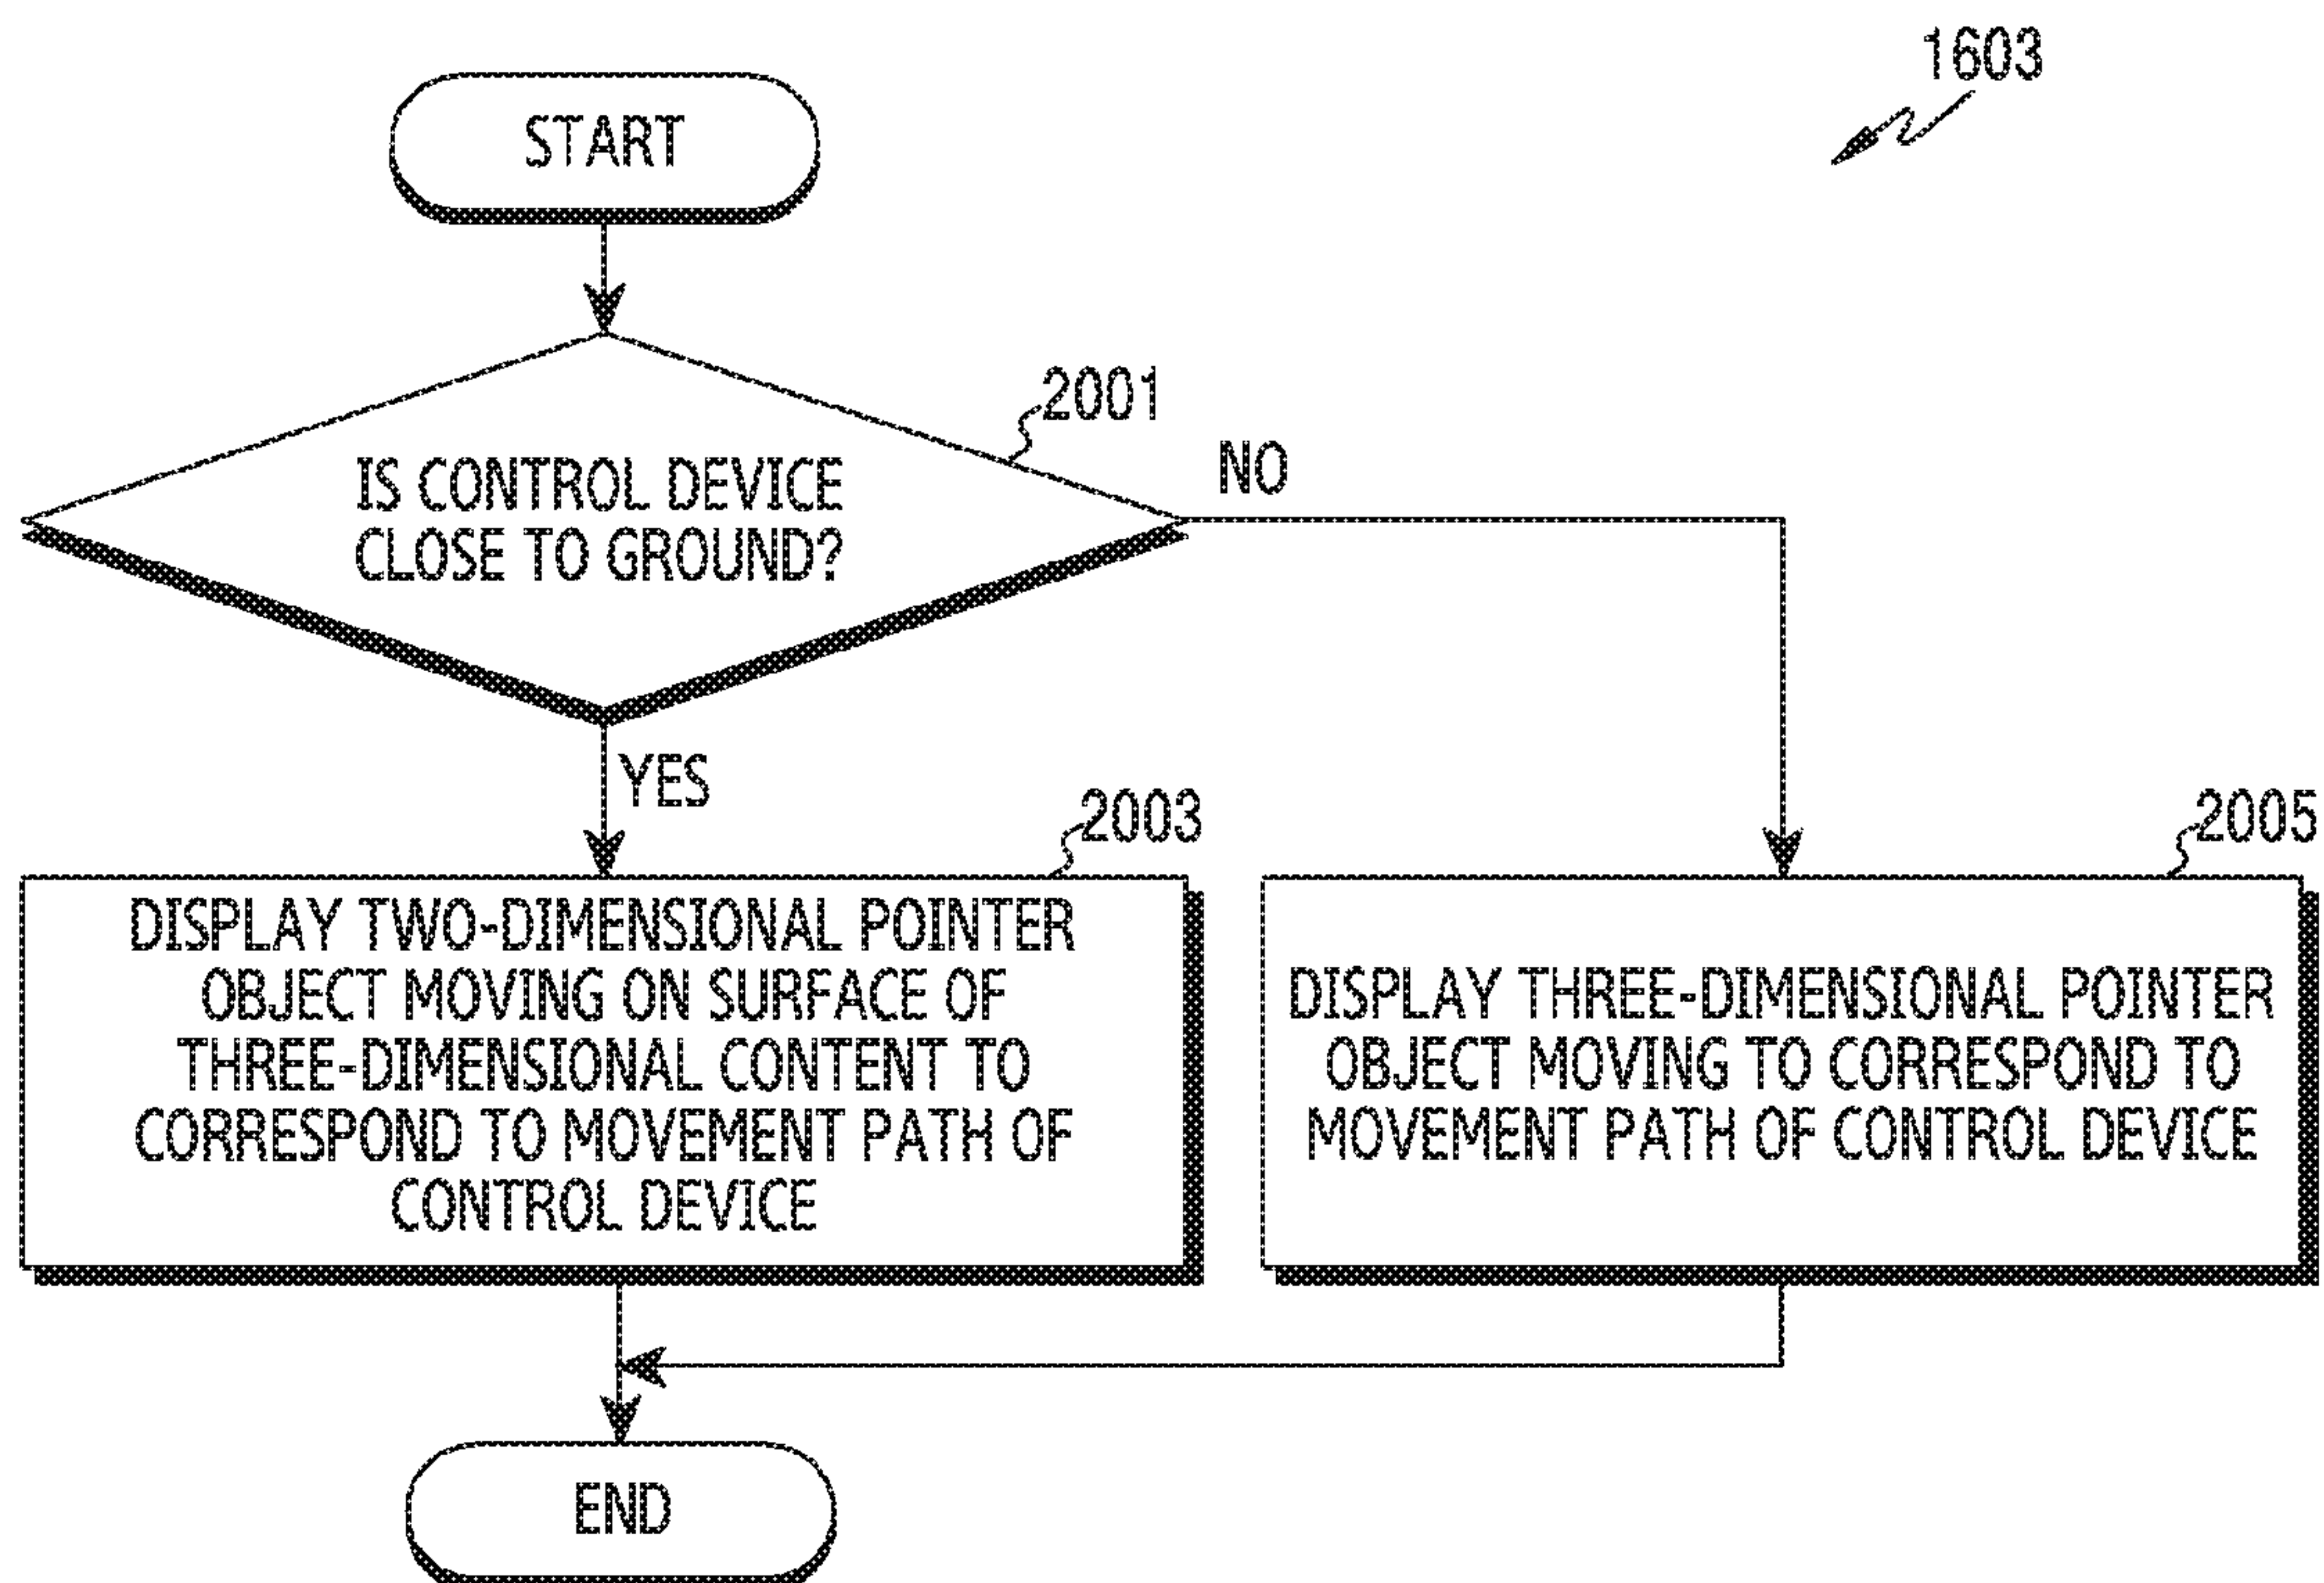 1603
START
2001
IS CONTROL DEVICE
CLOSE TO GROUND?
NO
YES
2003
DISPLAY TWO-DIMENSIONAL POINTER
OBJECT MOVING ON SURFACE OF
THREE-DIMENSIONAL CONTENT TO
CORRESPOND TO MOVEMENT PATH OF
CONTROL DEVICE
2005
DISPLAY THREE-DIMENSIONAL POINTER
OBJECT MOVING TO CORRESPOND TO
MOVEMENT PATH OF CONTROL DEVICE
END